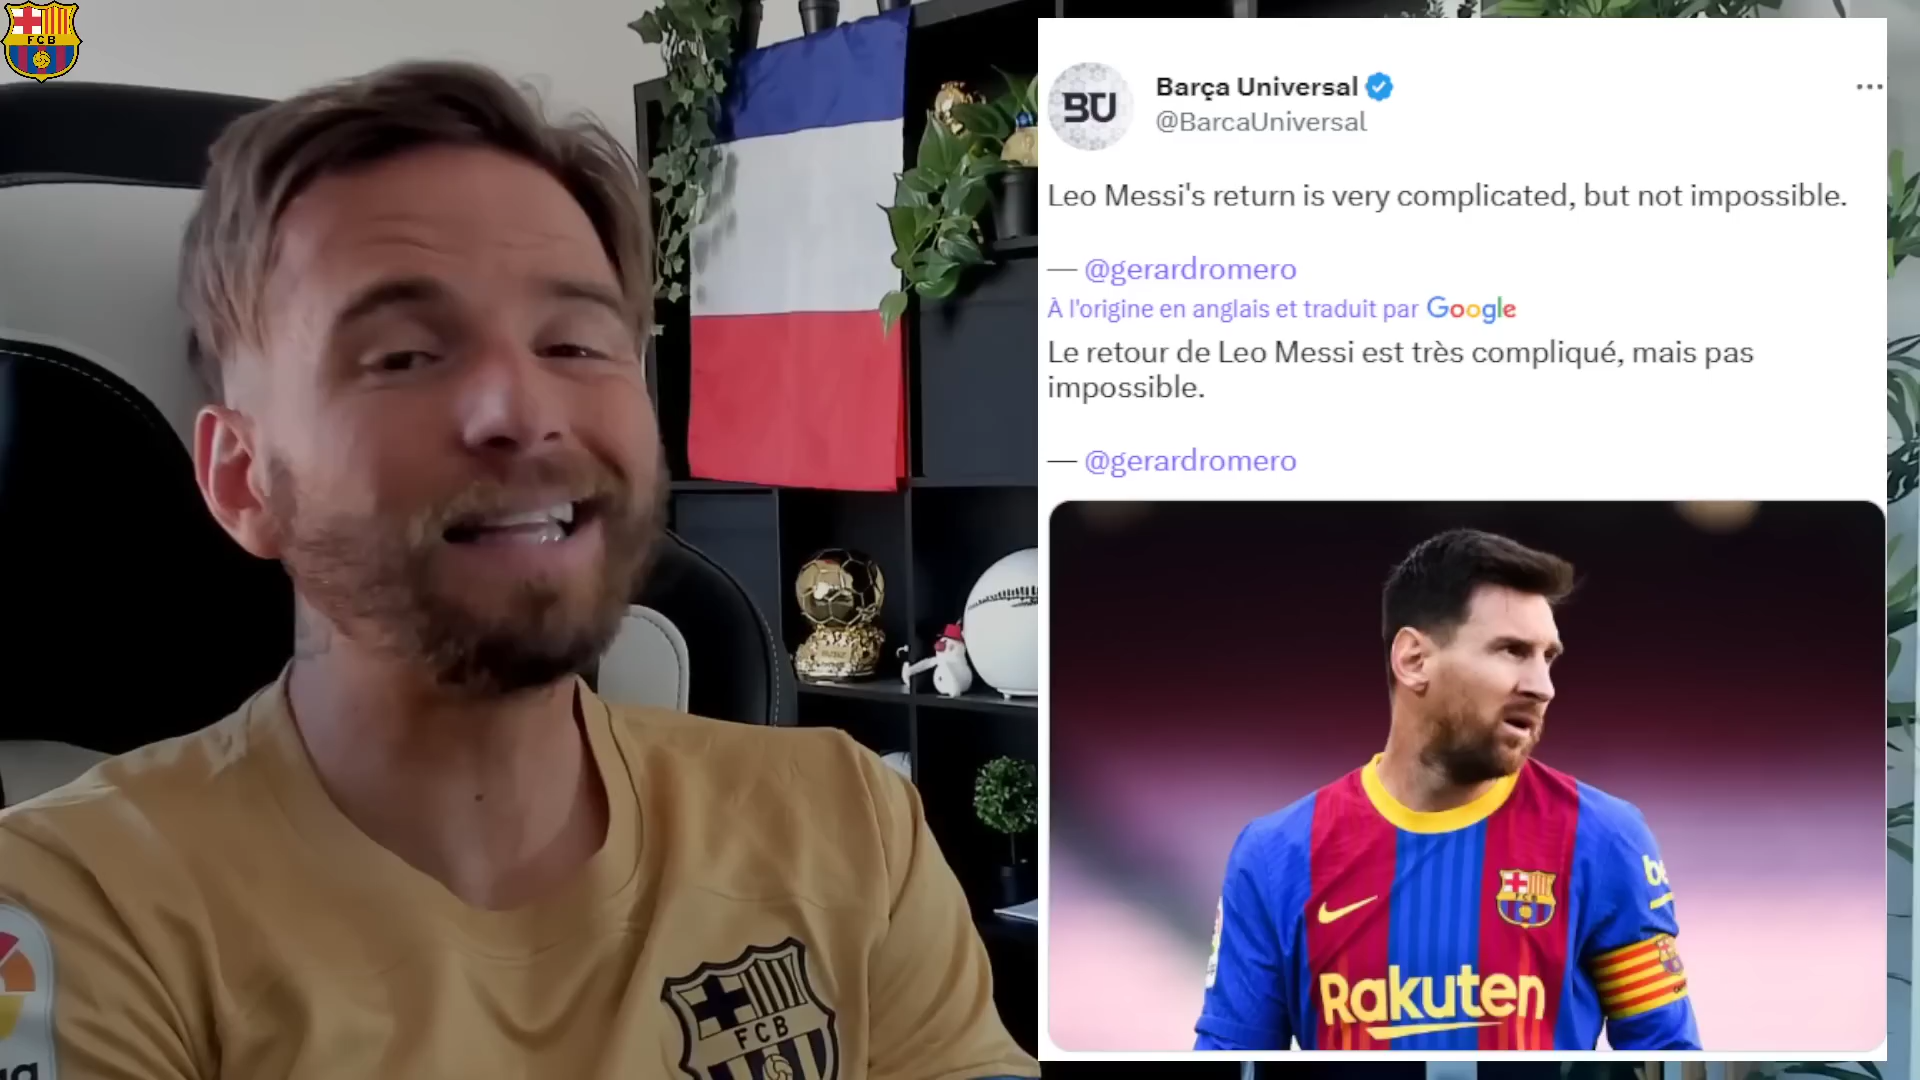 FCB
BU
Barça Universal
@BarcaUniversal
Leo Messi's return is very complicated, but not impossible.
— @gerardromero
À l'origine en anglais et traduit par Google
Le retour de Leo Messi est très compliqué, mais pas
impossible.
— @gerardromero
FCB
Rakuten
FCB